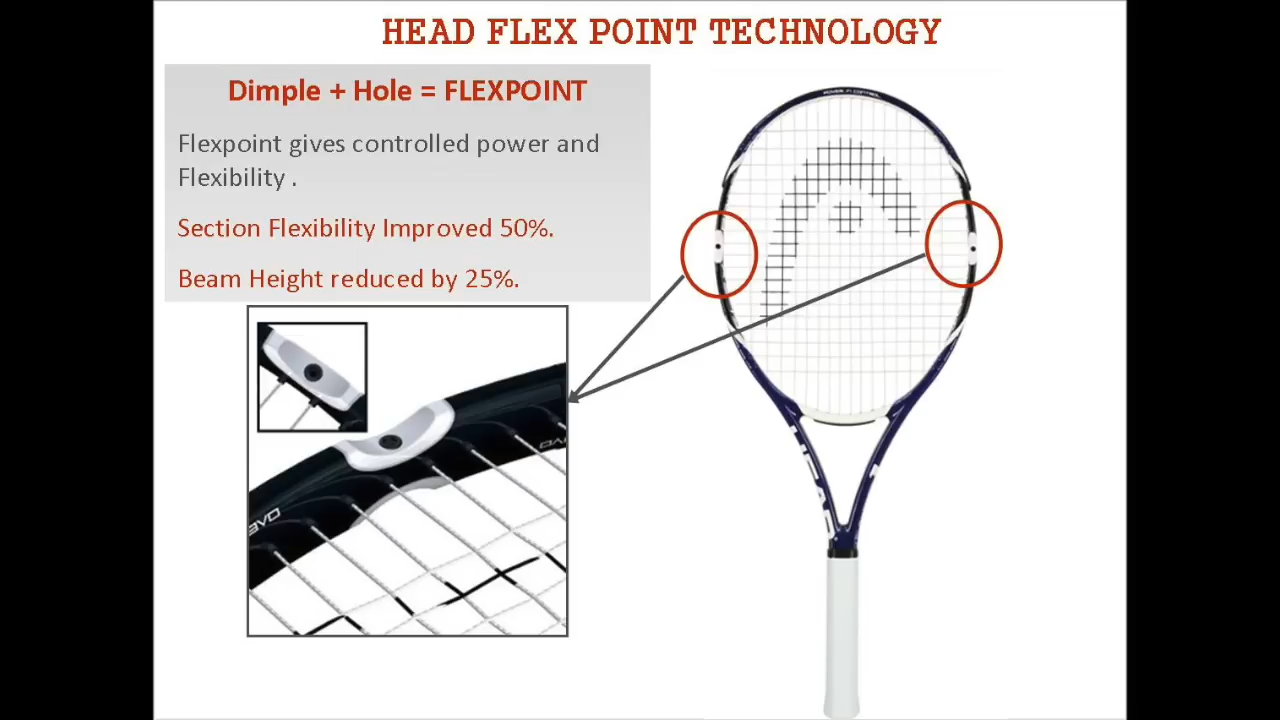 HEAD FLEX POINT TECHNOLOGY
Dimple + Hole = FLEXPOINT
Flexpoint gives controlled power and
Flexibility .
Section Flexibility Improved 50%.
Beam Height reduced by 25%.
HEAD